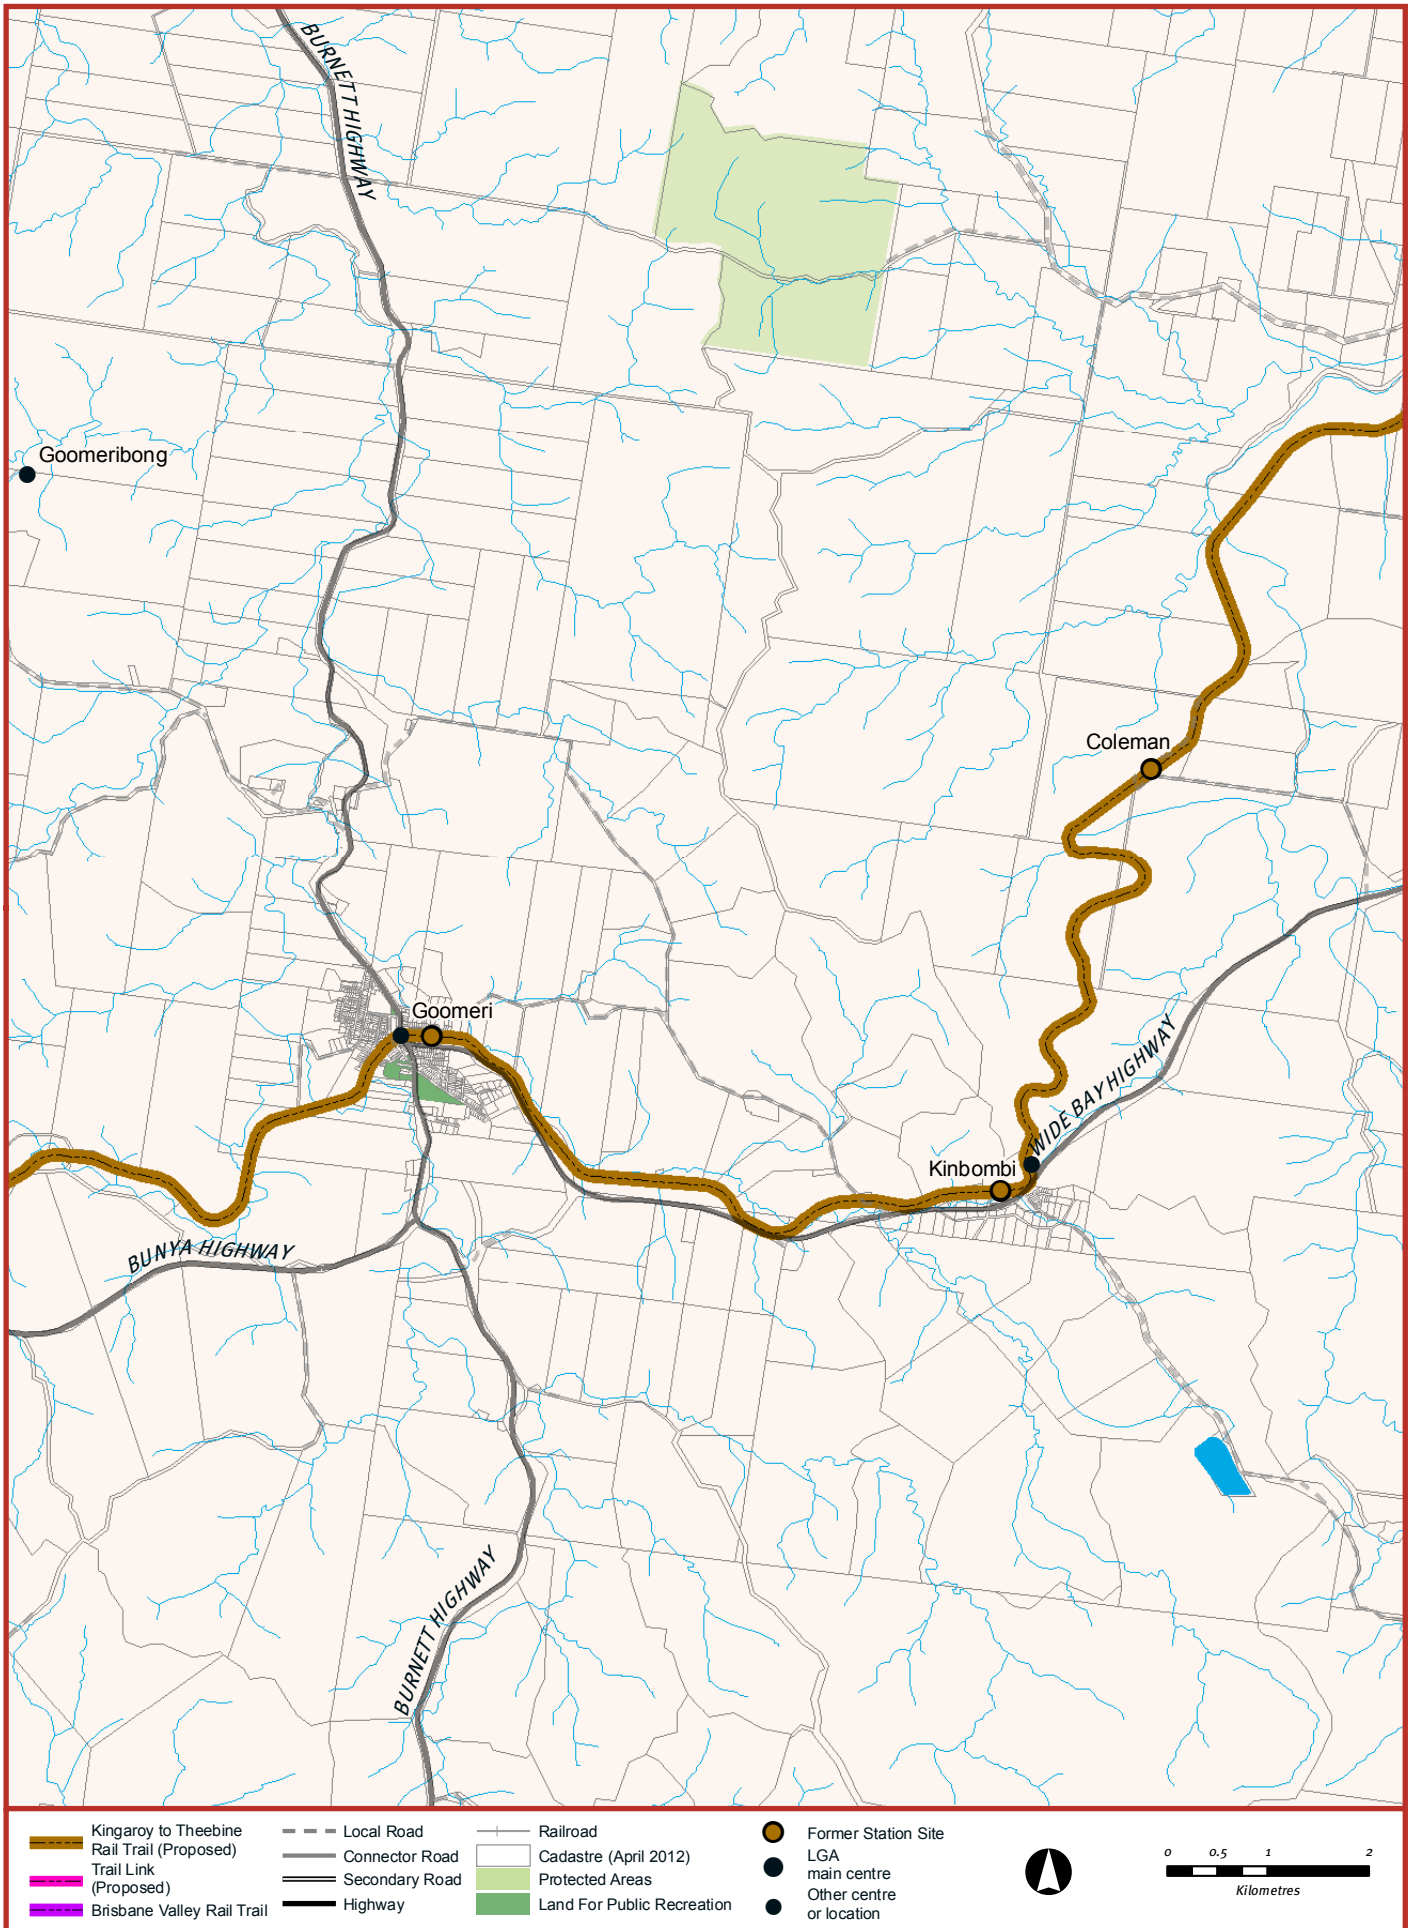 BURNETT HIGHWAY
Goomeribong
Coleman
Goomeri
WIDE BAY HIGHWAY
Kinbombi
BUNYA HIGHWAY
BURNETT HIGHWAY
Kingaroy to Theebine
Rail Trail (Proposed)
Trail Link
(Proposed)
Brisbane Valley Rail Trail
Local Road
Connector Road
Secondary Road
Highway
Railroad
Cadastre (April 2012)
Protected Areas
Land For Public Recreation
Former Station Site
LGA
main centre
Other centre
or location
0 0.5 1 2
Kilometres